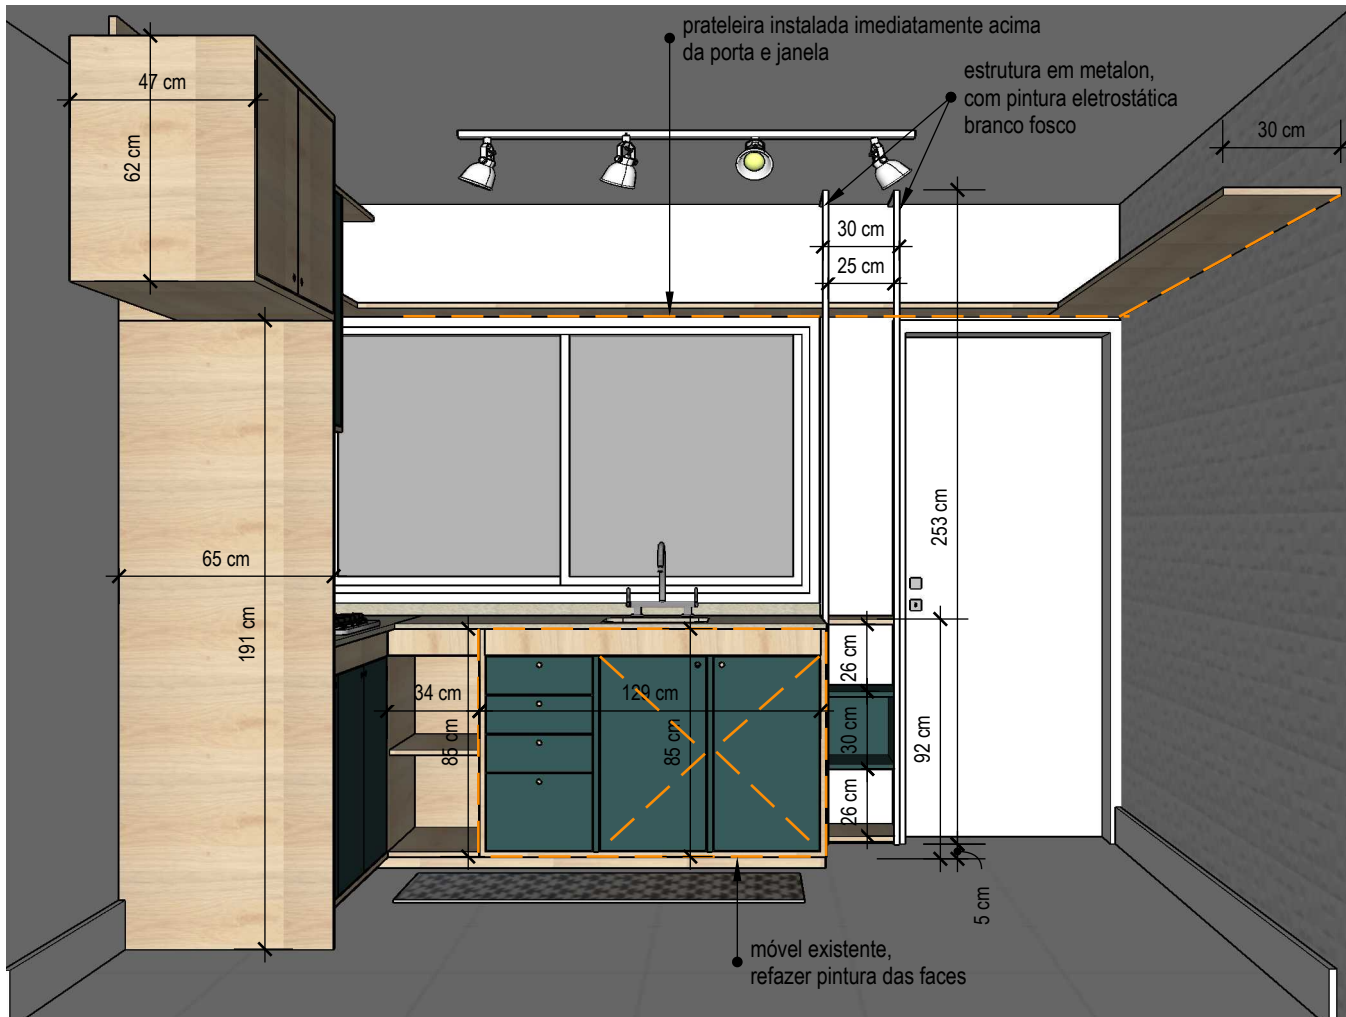 prateleira instalada imediatamente acima
da porta e janela
estrutura em metalon,
com pintura eletrostática
branco fosco
47 cm
62 cm
30 cm
30 cm
25 cm
253 cm
65 cm
191 cm
34 cm
129 cm
85 cm
85 cm
26 cm
30 cm
26 cm
92 cm
5 cm
móvel existente,
refazer pintura das faces